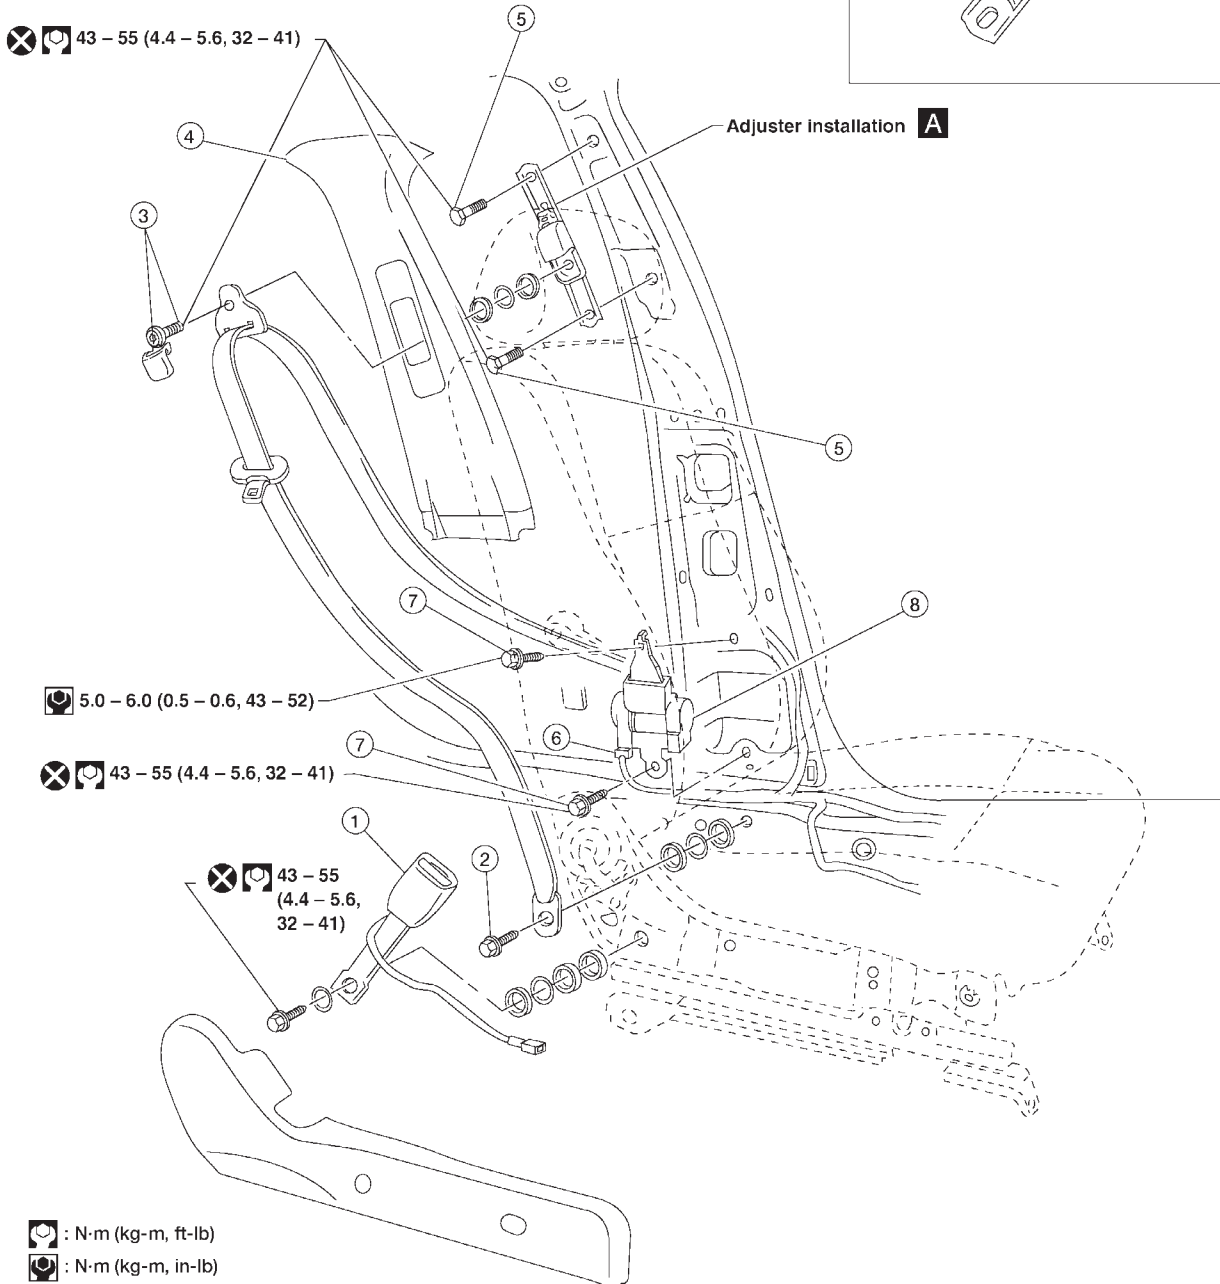 5
43 – 55 (4.4 – 5.6, 32 – 41)
Adjuster installation A
4
3
5
7
8
5.0 – 6.0 (0.5 – 0.6, 43 – 52)
6
7
43 – 55 (4.4 – 5.6, 32 – 41)
1
2
43 – 55
(4.4 – 5.6,
32 – 41)
: N·m (kg-m, ft-lb)
: N·m (kg-m, in-lb)